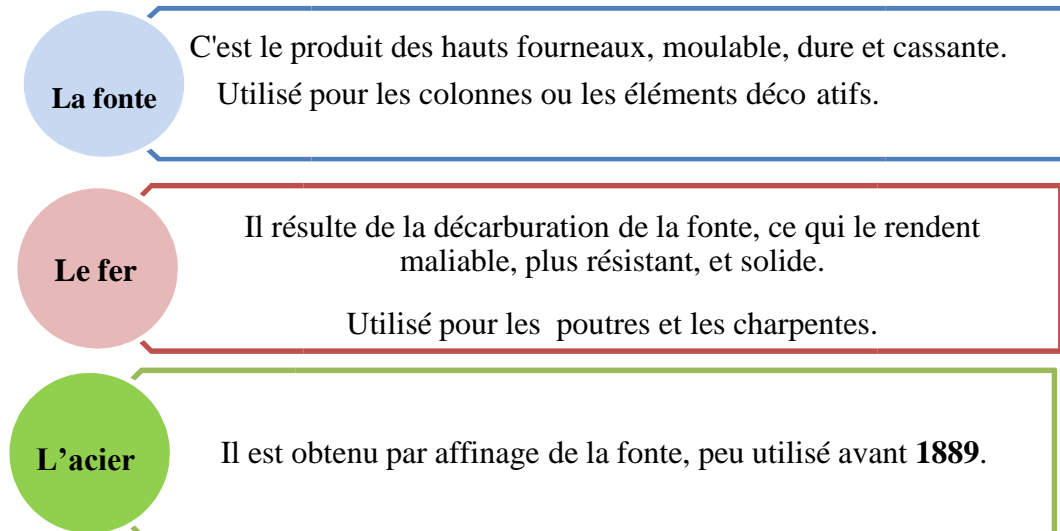 La fonte
C'est le produit des hauts fourneaux, moulable, dure et cassante.
Utilisé pour les colonnes ou les éléments déco atifs.
Le fer
Il résulte de la décarburation de la fonte, ce qui le rendent
maliable, plus résistant, et solide.
Utilisé pour les poutres et les charpentes.
L'acier
Il est obtenu par affinage de la fonte, peu utilisé avant 1889.